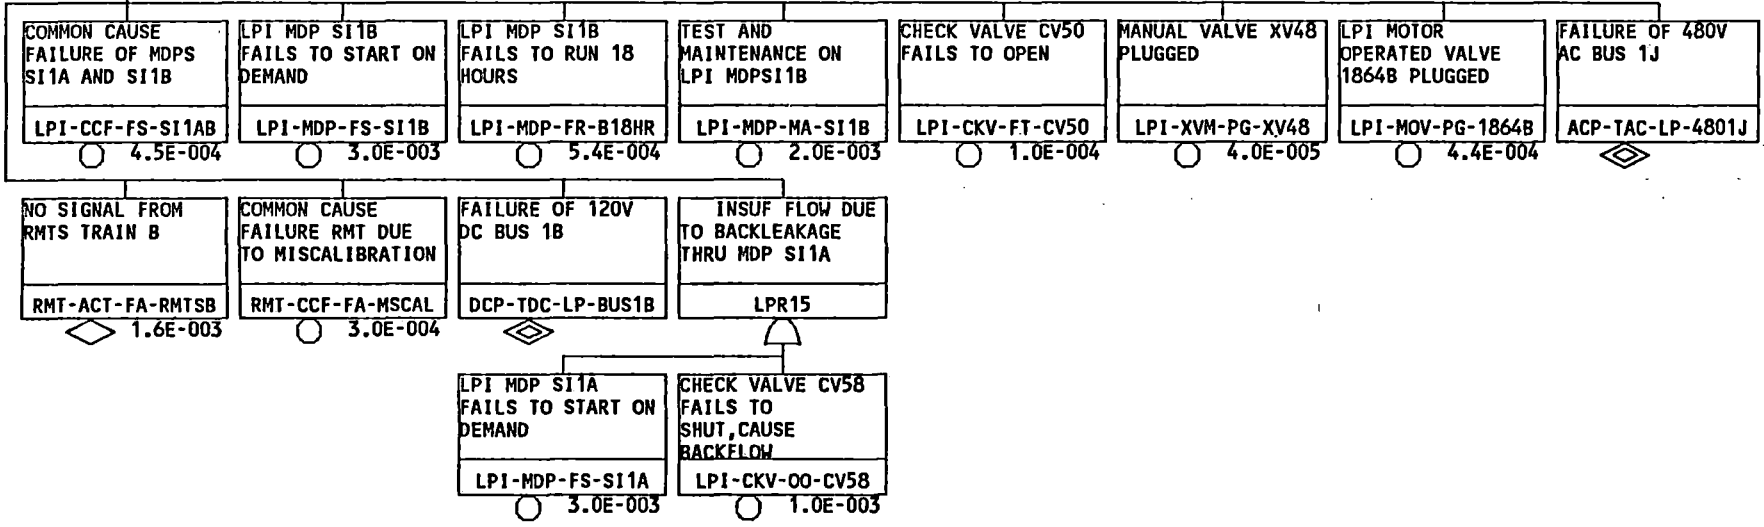 COMMON CAUSE
FAILURE OF MDPS
SI1A AND SI1B
LPI-CCF-FS-SI1AB
4.5E-004
LPI MDP SI1B
FAILS TO START ON
DEMAND
LPI-MDP-FS-SI1B
3.0E-003
LPI MDP SI1B
FAILS TO RUN 18
HOURS
LPI-MDP-FR-B18HR
5.4E-004
TEST AND
MAINTENANCE ON
LPI MDPSI1B
LPI-MDP-MA-SI1B
2.0E-003
CHECK VALVE CV50
FAILS TO OPEN
LPI-CKV-FT-CV50
1.0E-004
MANUAL VALVE XV48
PLUGGED
LPI-XVM-PG-XV48
4.0E-005
LPI MOTOR
OPERATED VALVE
1864B PLUGGED
LPI-MOV-PG-1864B
4.4E-004
FAILURE OF 480V
AC BUS 1J
ACP-TAC-LP-4801J
NO SIGNAL FROM
RMTS TRAIN B
RMT-ACT-FA-RMTSB
1.6E-003
COMMON CAUSE
FAILURE RMT DUE
TO MISCALIBRATION
RMT-CCF-FA-MSCAL
3.0E-004
FAILURE OF 120V
DC BUS 1B
DCP-TDC-LP-BUS1B
INSUF FLOW DUE
TO BACKLEAKAGE
THRU MDP SI1A
LPR15
LPI MDP SI1A
FAILS TO START ON
DEMAND
LPI-MDP-FS-SI1A
3.0E-003
CHECK VALVE CV58
FAILS TO
SHUT,CAUSE
BACKFLOW
LPI-CKV-OO-CV58
1.0E-003